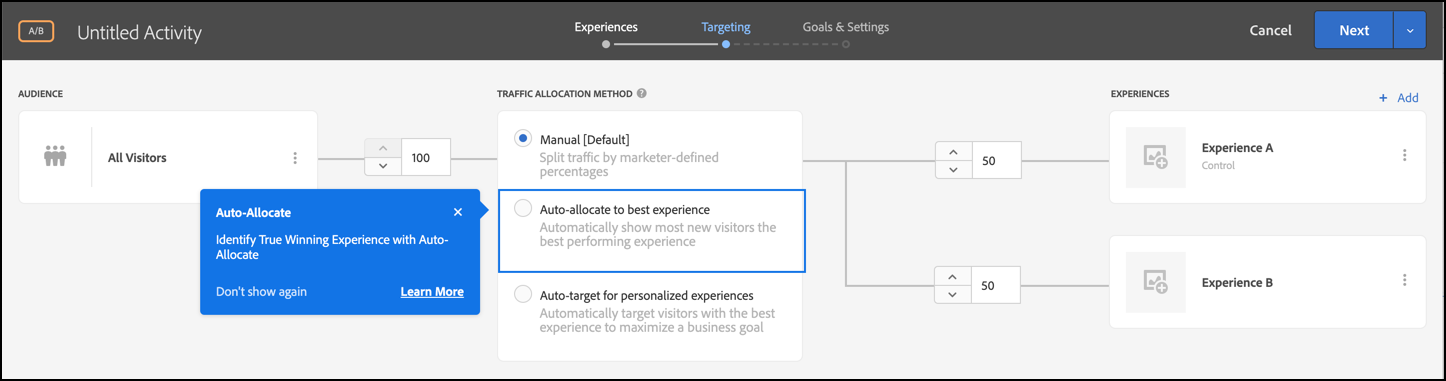 A/B
Untitled Activity
Experiences
Targeting
Goals & Settings
Cancel
Next
AUDIENCE
TRAFFIC ALLOCATION METHOD ?
EXPERIENCES
+ Add
All Visitors
100
Manual [Default]
Split traffic by marketer-defined
percentages
50
Experience A
Control
Auto-Allocate
Identify True Winning Experience with Auto-
Allocate
Don't show again
Learn More
Auto-allocate to best experience
Automatically show most new visitors the
best performing experience
Auto-target for personalized experiences
Automatically target visitors with the best
experience to maximize a business goal
50
Experience B